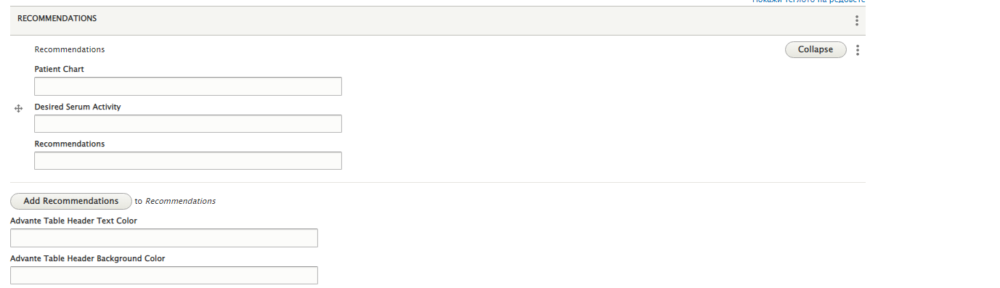 Покажи теглото на редовете
RECOMMENDATIONS
Recommendations
Collapse
Patient Chart
Desired Serum Activity
Recommendations
Add Recommendations to Recommendations
Advante Table Header Text Color
Advante Table Header Background Color